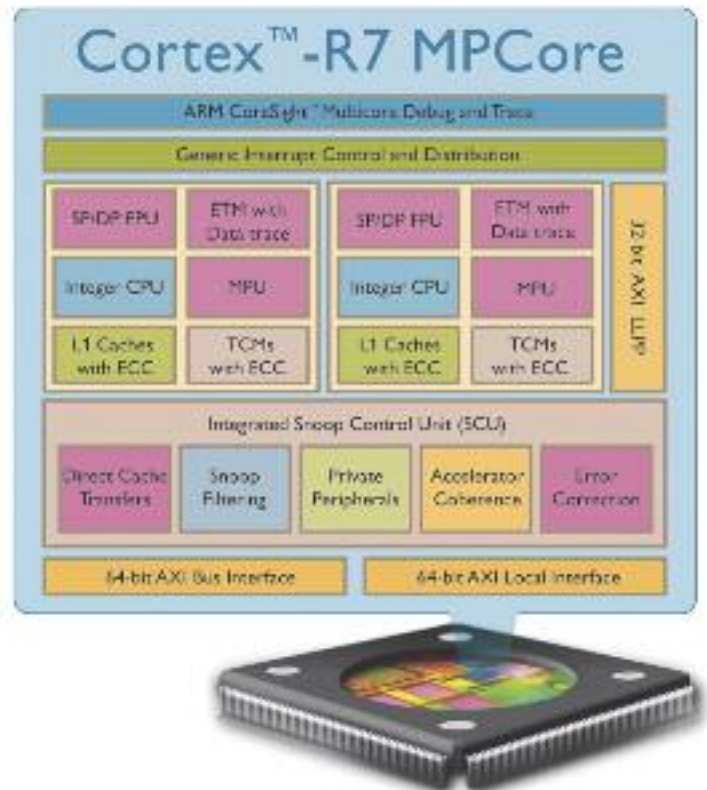 Cortex™-R7 MPCore
ARM CoreSight™ Multicore Debug and Trace
Generic Interrupt Control and Distribution
SP/DP FPU
ETM with
Data trace
Integer CPU
MPU
L1 Caches
with ECC
TCMs
with ECC
SP/DP FPU
ETM with
Data trace
Integer CPU
MPU
L1 Caches
with ECC
TCMs
with ECC
32-bit AXI LLPP
Integrated Snoop Control Unit (SCU)
Direct Cache
Transfers
Snoop
Filtering
Private
Peripherals
Accelerator
Coherence
Error
Correction
64-bit AXI Bus Interface
64-bit AXI Local Interface